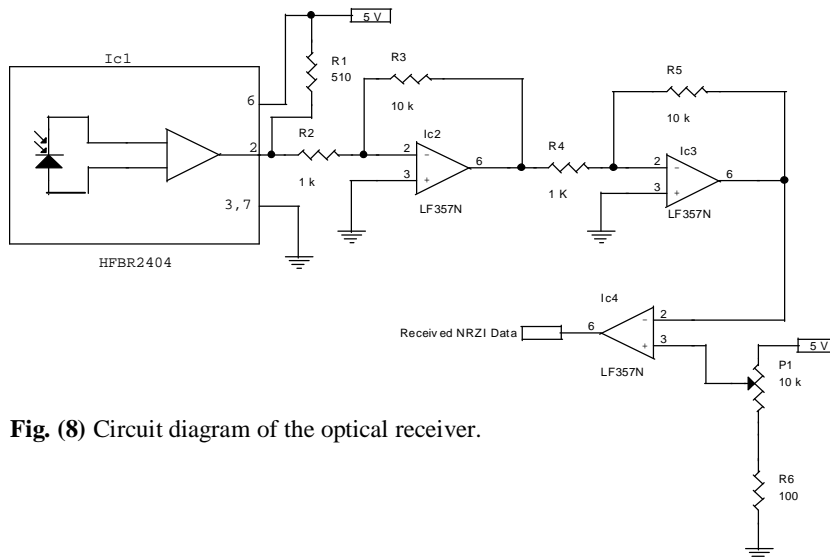 5 V
Ic1
R1
510
R3
10 k
R5
10 k
6
R2
Ic2
R4
Ic3
2
2
−
6
2
−
6
3
+
3
+
1 k
1 K
3,7
LF357N
LF357N
HFBR2404
Ic4
Received NRZI Data
6
−
2
+
3
5 V
LF357N
P1
10 k
Fig. (8) Circuit diagram of the optical receiver.
R6
100